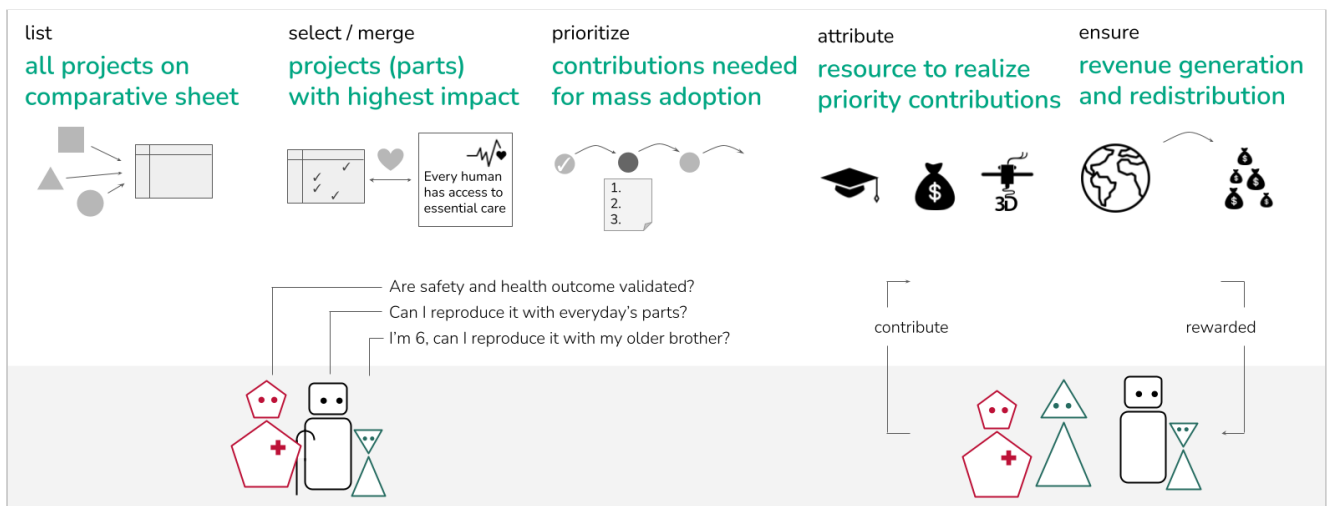 list
all projects on
comparative sheet
select / merge
projects (parts)
with highest impact
Every human
has access to
essential care
prioritize
contributions needed
for mass adoption
1.
2.
3.
attribute
resource to realize
priority contributions
$
3D
ensure
revenue generation
and redistribution
$
$
$
$
$
Are safety and health outcome validated?
Can I reproduce it with everyday's parts?
I'm 6, can I reproduce it with my older brother?
contribute
rewarded